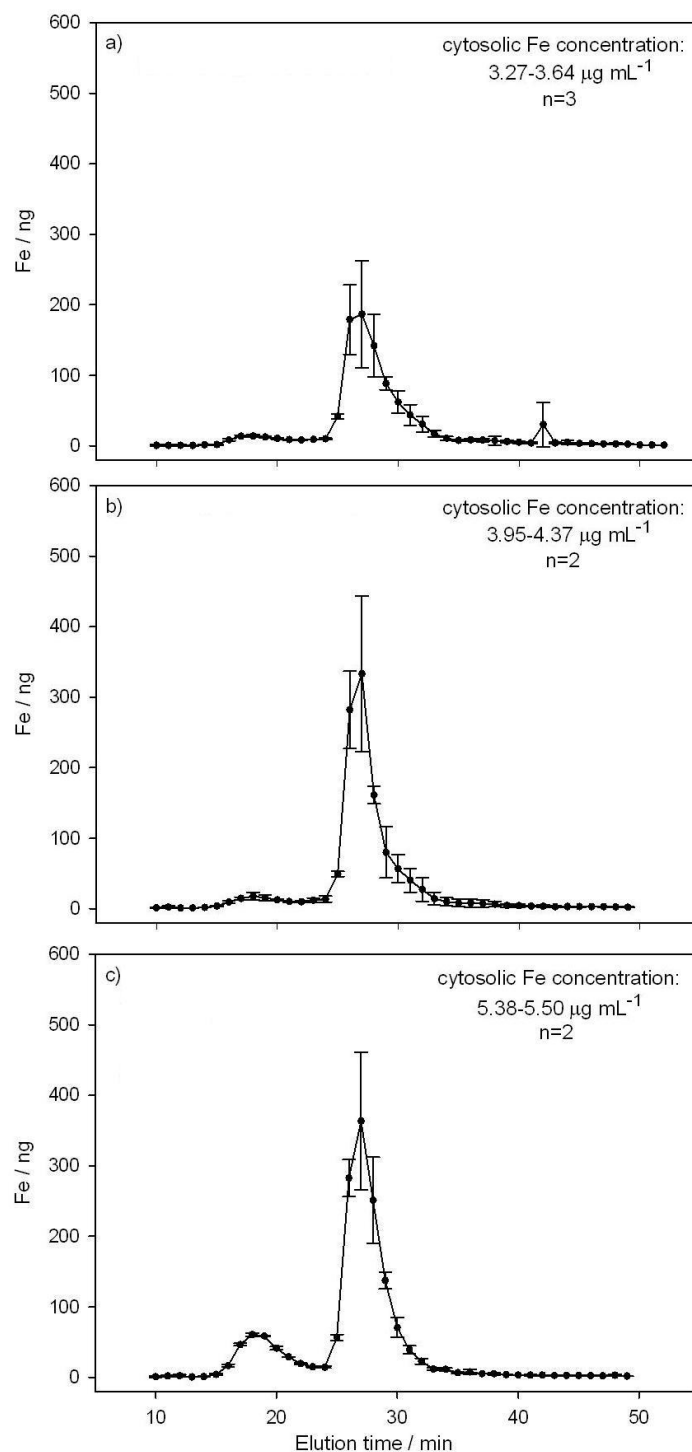 600
a)
cytosolic Fe concentration:
3.27-3.64 µg mL⁻¹
n=3
500
400
Fe / ng
300
200
100
0
600
b)
cytosolic Fe concentration:
3.95-4.37 µg mL⁻¹
n=2
500
400
Fe / ng
300
200
100
0
600
c)
cytosolic Fe concentration:
5.38-5.50 µg mL⁻¹
n=2
500
400
Fe / ng
300
200
100
0
10 20 30 40 50
Elution time / min